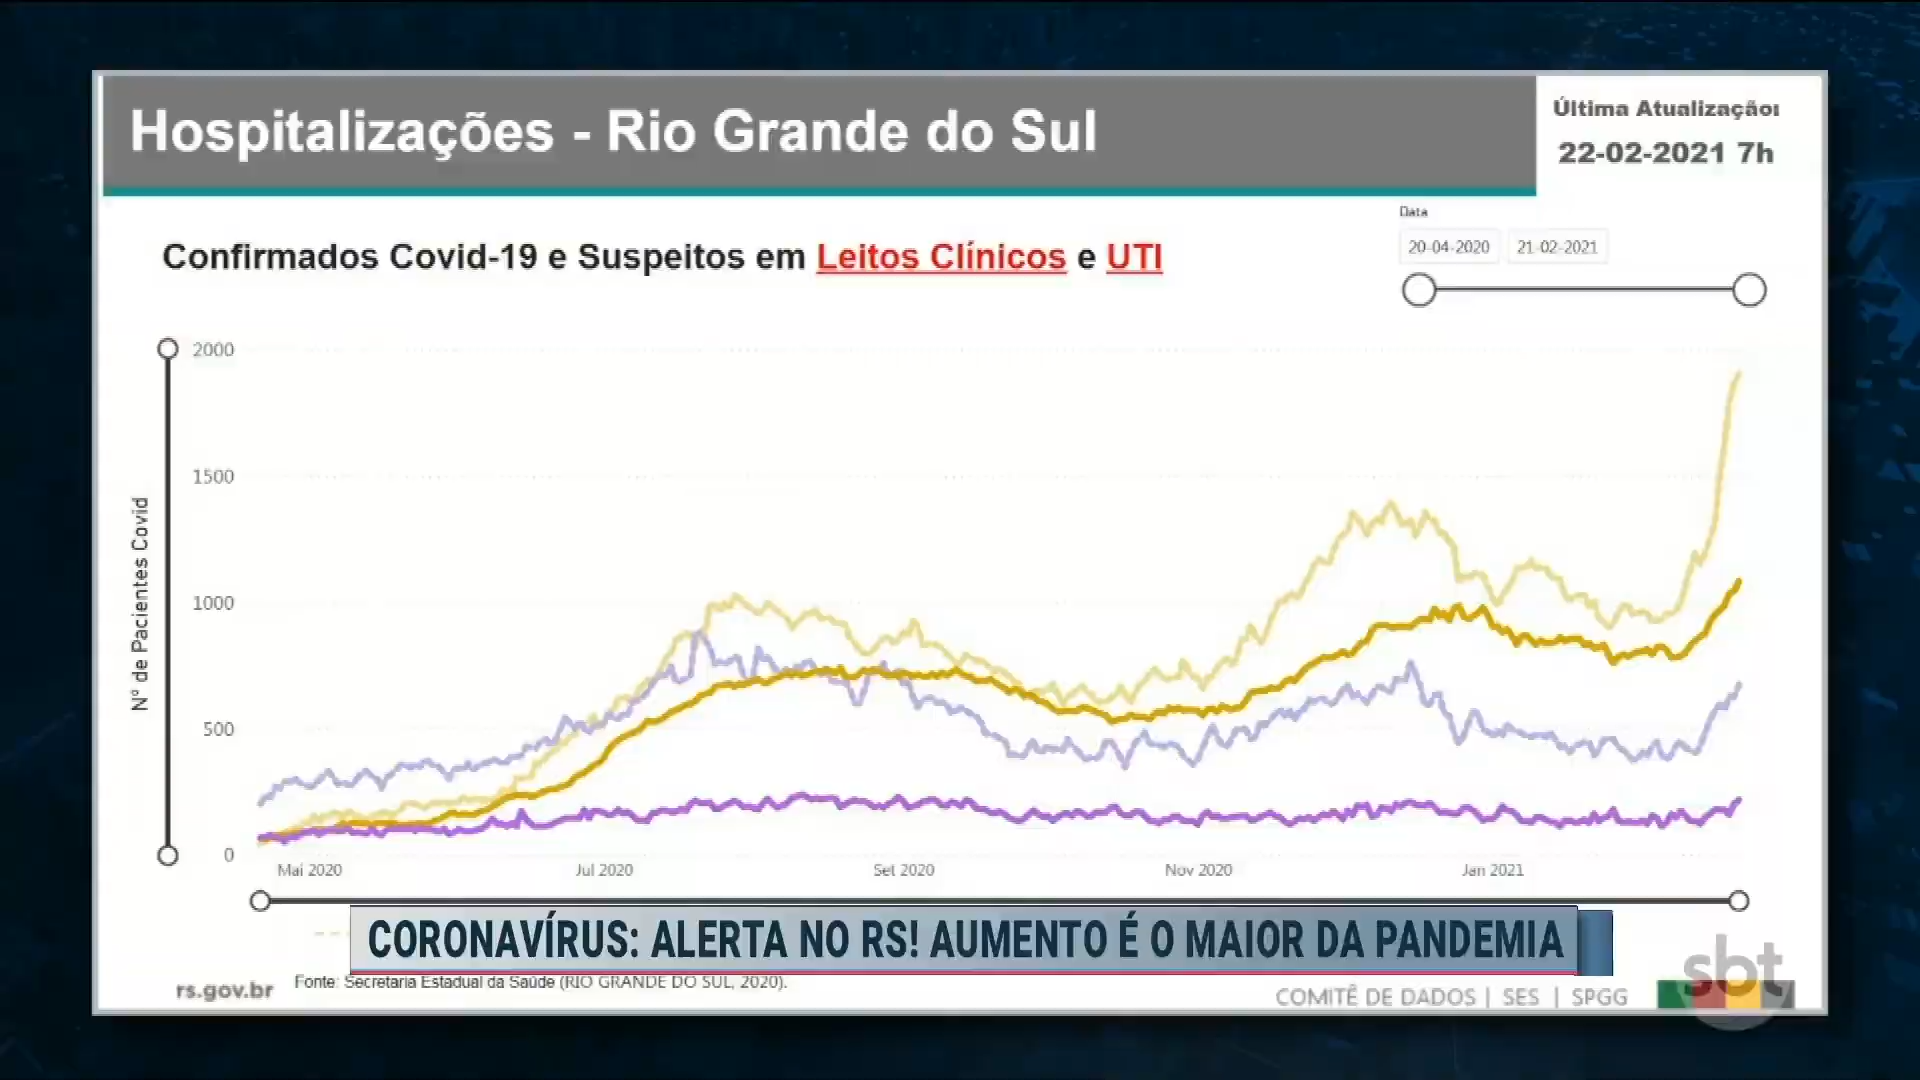 Hospitalizações - Rio Grande do Sul
Última Atualização:
22-02-2021 7h
Data
20-04-2020 21-02-2021
Confirmados Covid-19 e Suspeitos em Leitos Clínicos e UTI
N° de Pacientes Covid
2000
1500
1000
500
0
Mai 2020 Jul 2020 Set 2020 Nov 2020 Jan 2021
CORONAVÍRUS: ALERTA NO RS! AUMENTO É O MAIOR DA PANDEMIA
rs.gov.br
Fonte: Secretaria Estadual da Saúde (RIO GRANDE DO SUL, 2020).
COMITÊ DE DADOS | SES | SPGG
sbt